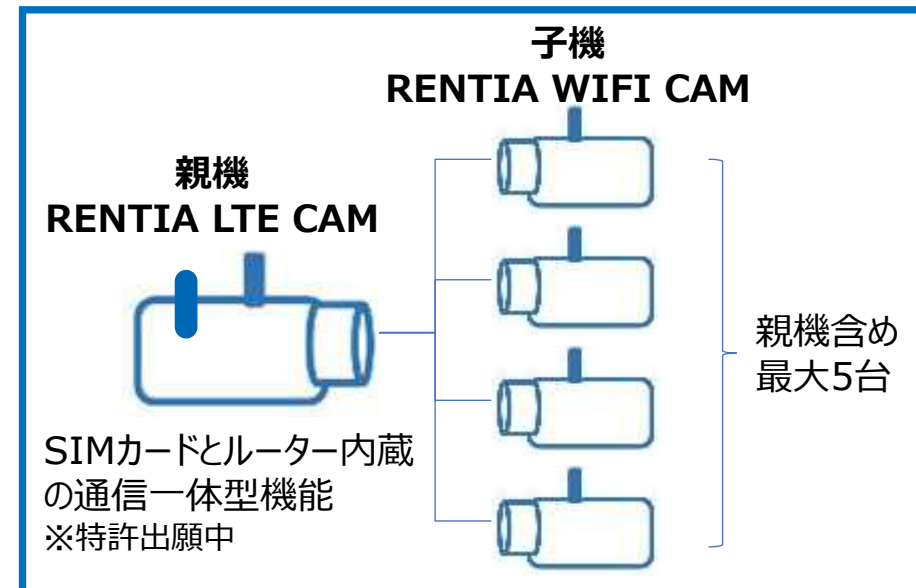 子機
RENTIA WIFI CAM
親機
RENTIA LTE CAM
親機含め
最大5台
SIMカードとルーター内蔵
の通信一体型機能
※特許出願中